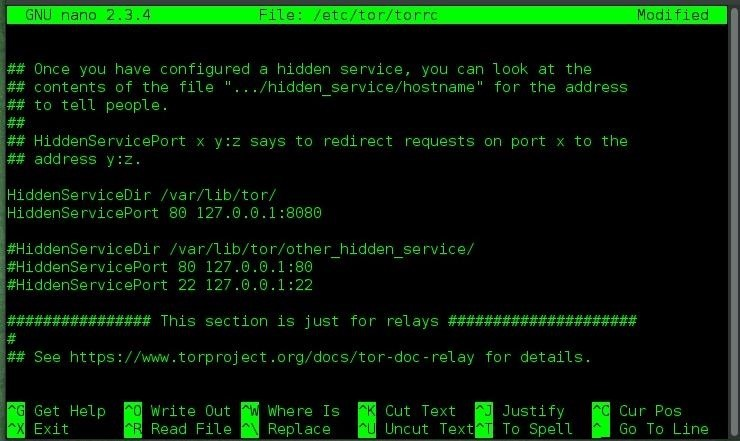 GNU nano 2.3.4 File: /etc/tor/torrc Modified
## Once you have configured a hidden service, you can look at the
## contents of the file ".../hidden_service/hostname" for the address
## to tell people.
##
## HiddenServicePort x y:z says to redirect requests on port x to the
## address y:z.
HiddenServiceDir /var/lib/tor/
HiddenServicePort 80 127.0.0.1:8080
#HiddenServiceDir /var/lib/tor/other_hidden_service/
#HiddenServicePort 80 127.0.0.1:80
#HiddenServicePort 22 127.0.0.1:22
################ This section is just for relays #####################
#
## See https://www.torproject.org/docs/tor-doc-relay for details.
^G Get Help ^O Write Out ^W Where Is ^K Cut Text ^J Justify ^C Cur Pos
^X Exit ^R Read File ^\ Replace ^U Uncut Text ^T To Spell ^_ Go To Line